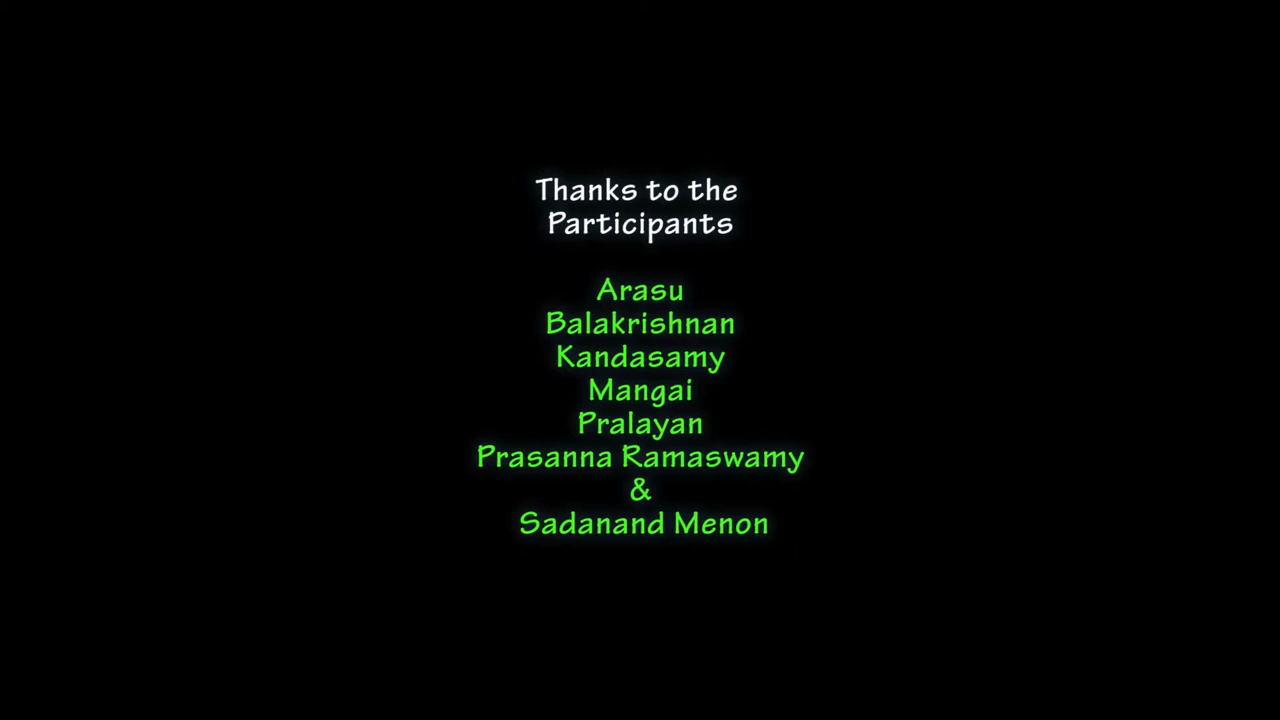 Thanks to the
Participants
Arasu
Balakrishnan
Kandasamy
Mangai
Pralayan
Prasanna Ramaswamy
&
Sadanand Menon